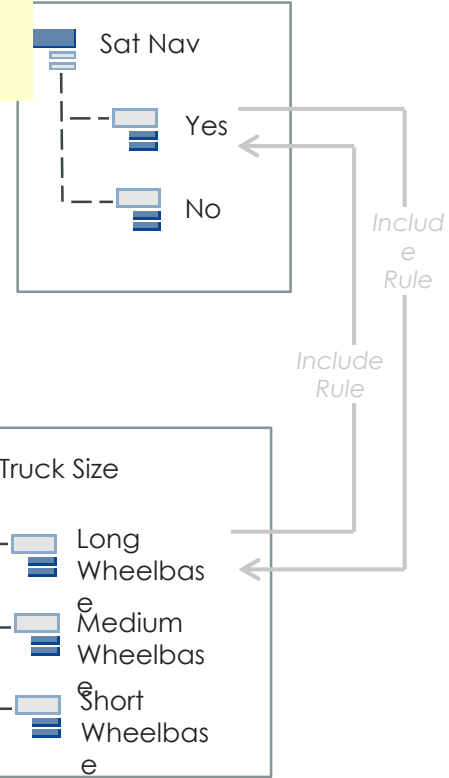 Sat Nav
Yes
No
Includ
e
Rule
Include
Rule
Truck Size
Long
Wheelbas
e
Medium
Wheelbas
e
Short
Wheelbas
e